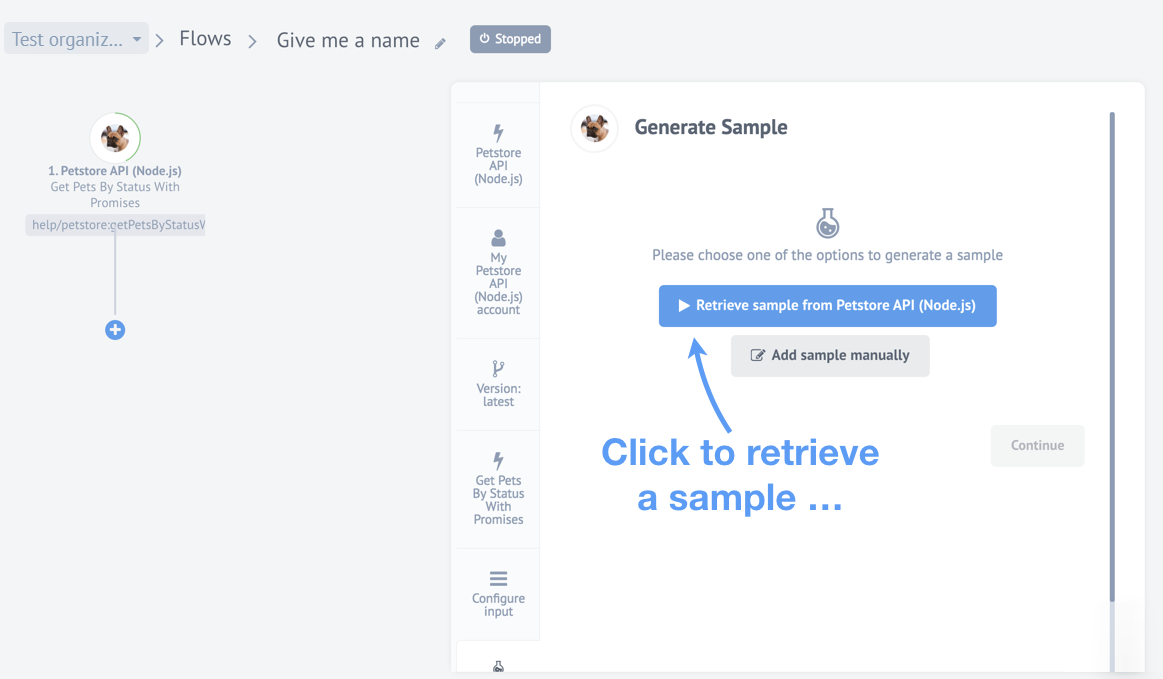 Test organiz...
Flows
Give me a name
Stopped
1. Petstore API (Node.js)
Get Pets By Status With
Promises
help/petstore:getPetsByStatusW
Petstore
API
(Node.js)
My
Petstore
API
(Node.js)
account
Version:
latest
Get Pets
By Status
With
Promises
Configure
input
Generate Sample
Please choose one of the options to generate a sample
Retrieve sample from Petstore API (Node.js)
Add sample manually
Click to retrieve
a sample ...
Continue